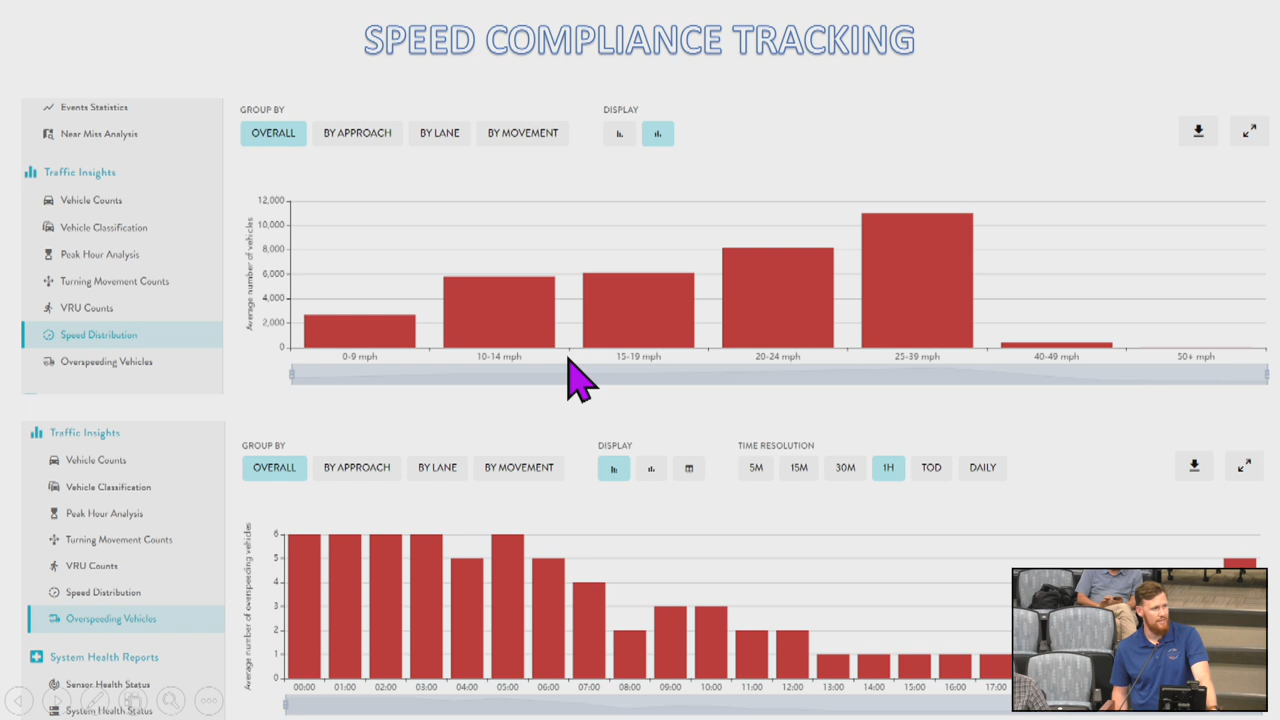 SPEED COMPLIANCE TRACKING
Events Statistics
Near Miss Analysis
Traffic Insights
Vehicle Counts
Vehicle Classification
Peak Hour Analysis
Turning Movement Counts
VRU Counts
Speed Distribution
Overspeeding Vehicles
GROUP BY
OVERALL BY APPROACH BY LANE BY MOVEMENT
DISPLAY
Average number of vehicles
12,000
10,000
8,000
6,000
4,000
2,000
0
0-9 mph 10-14 mph 15-19 mph 20-24 mph 25-39 mph 40-49 mph 50+ mph
Traffic Insights
Vehicle Counts
Vehicle Classification
Peak Hour Analysis
Turning Movement Counts
VRU Counts
Speed Distribution
Overspeeding Vehicles
System Health Reports
Sensor Health Status
System Health Status
GROUP BY
OVERALL BY APPROACH BY LANE BY MOVEMENT
DISPLAY
TIME RESOLUTION
5M 15M 30M 1H TOD DAILY
Average number of overspeeding vehicles
6
5
4
3
2
1
0
00:00 01:00 02:00 03:00 04:00 05:00 06:00 07:00 08:00 09:00 10:00 11:00 12:00 13:00 14:00 15:00 16:00 17:00